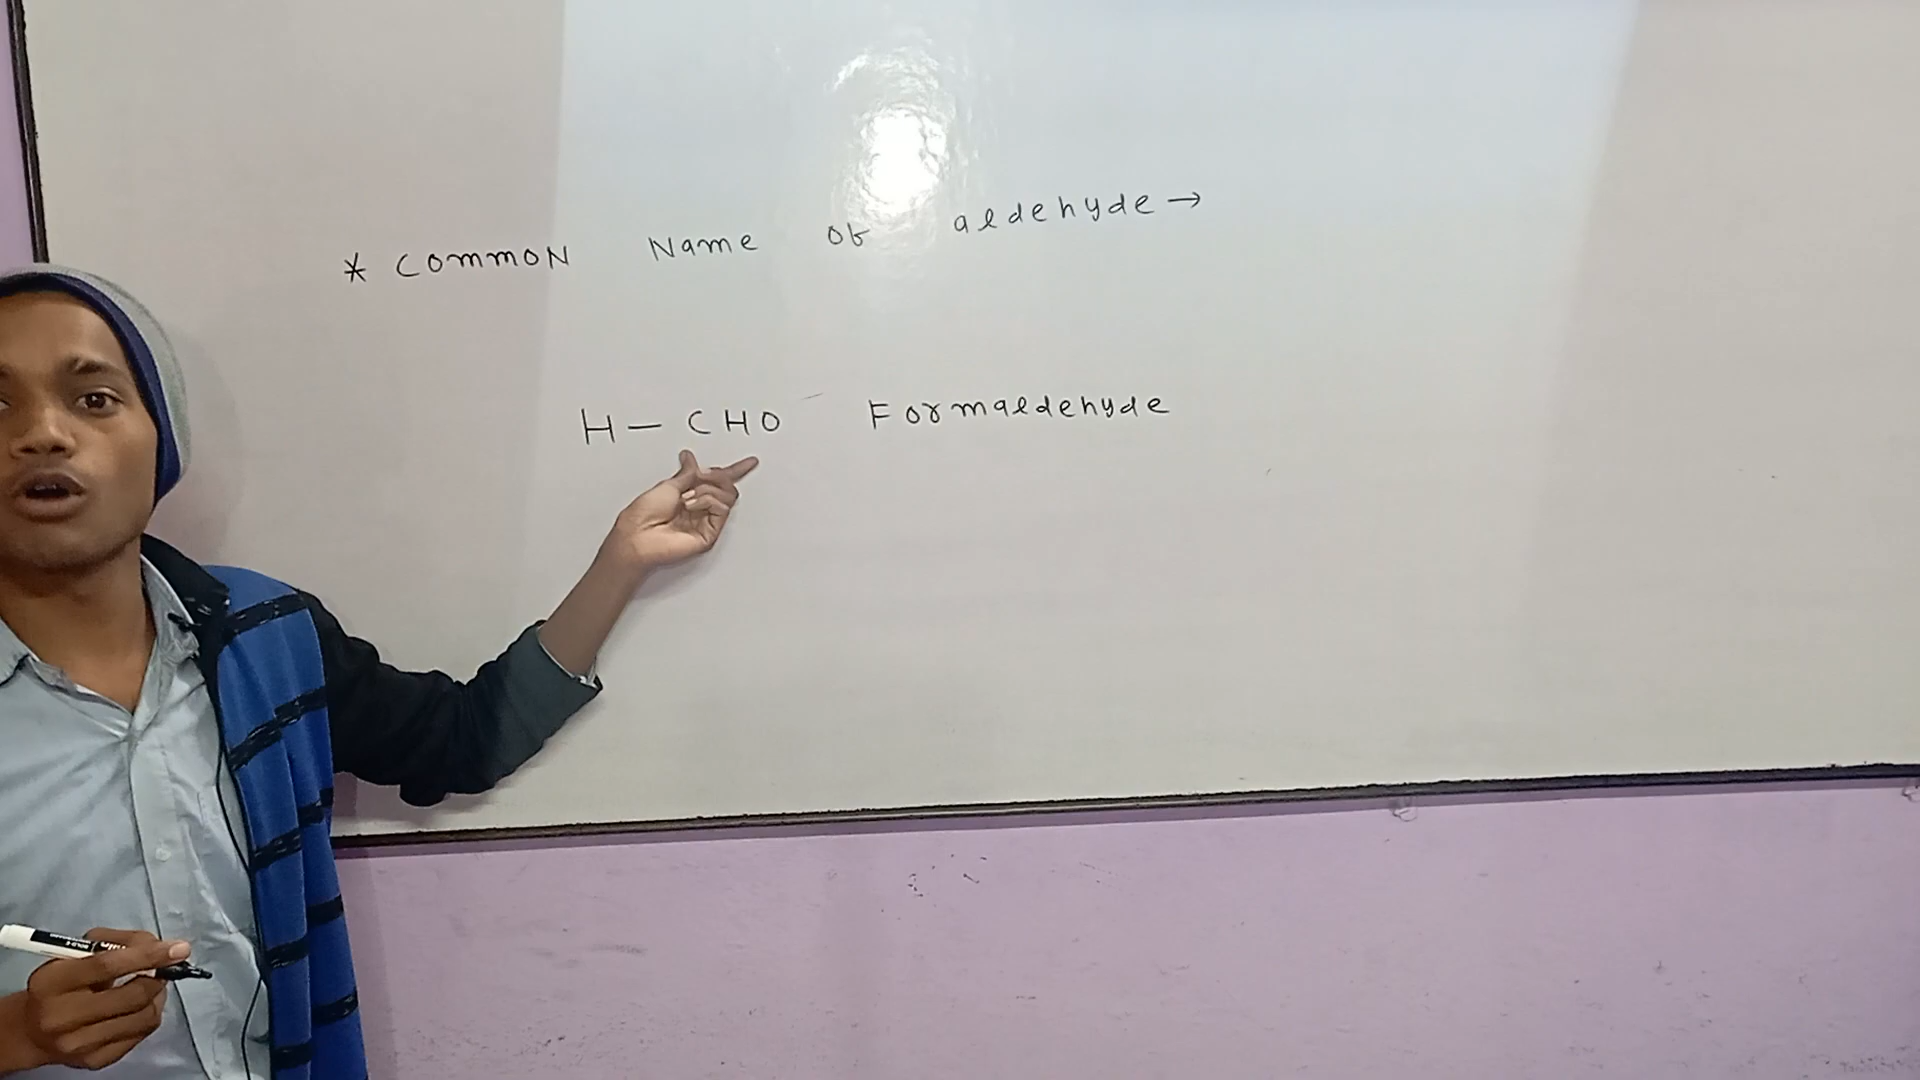 * Common Name of aldehyde →
H - CHO Formaldehyde